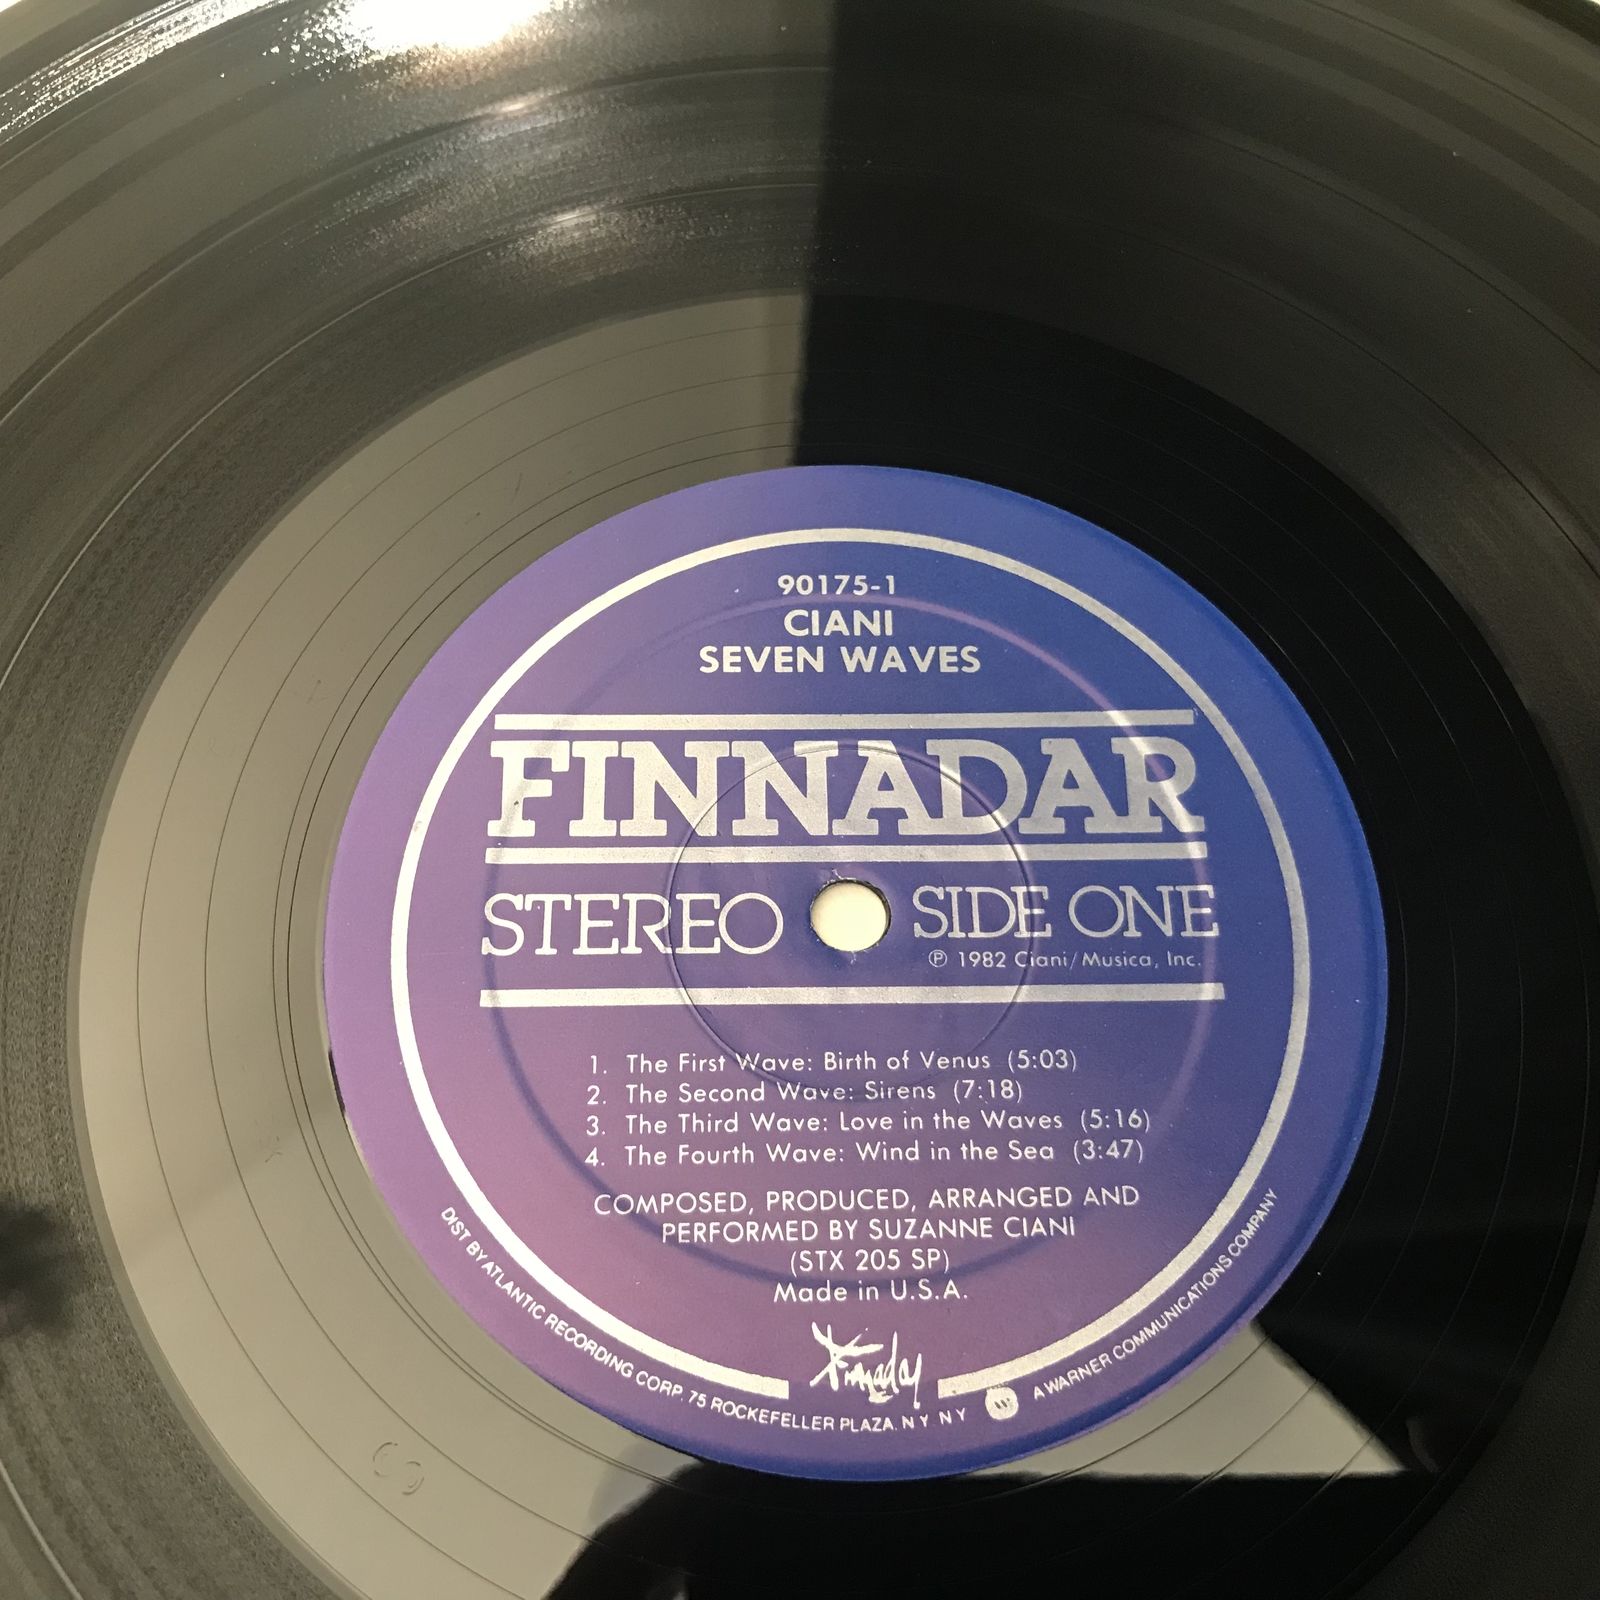 90175-1
CIANI
SEVEN WAVES
FINNADAR
STEREO
SIDE ONE
℗ 1982 Ciani/Musica, Inc.
1. The First Wave: Birth of Venus (5:03)
2. The Second Wave: Sirens (7:18)
3. The Third Wave: Love in the Waves (5:16)
4. The Fourth Wave: Wind in the Sea (3:47)
COMPOSED, PRODUCED, ARRANGED AND
PERFORMED BY SUZANNE CIANI
(STX 205 SP)
Made in U.S.A.
Finnadar
DIST BY ATLANTIC RECORDING CORP. 75 ROCKEFELLER PLAZA. N Y N Y A WARNER COMMUNICATIONS COMPANY